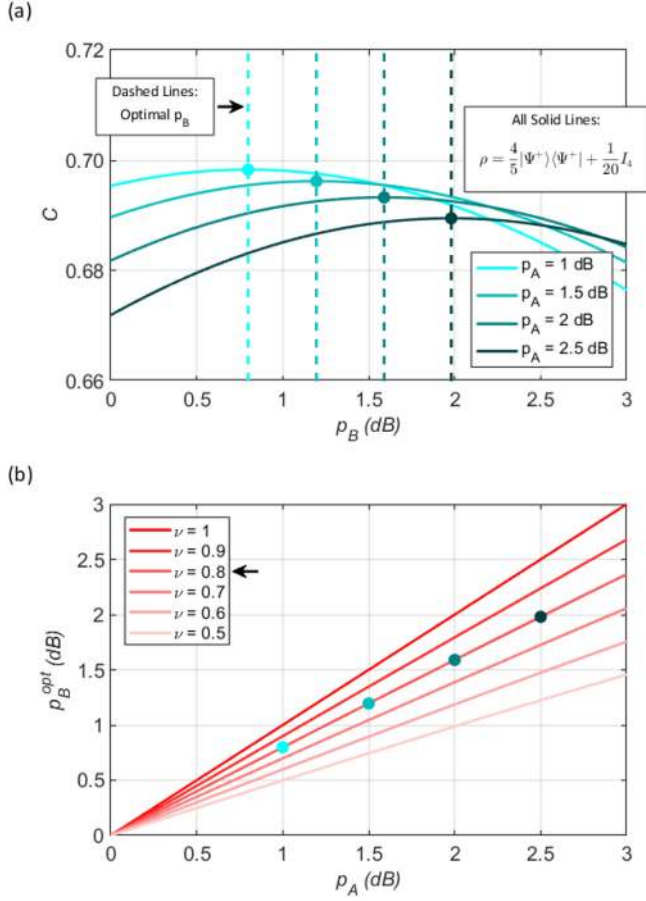 (a)
0.72
0.70
0.68
0.66
C
Dashed Lines:
Optimal p_B
All Solid Lines:
ρ = 4/5 |Ψ⁺⟩⟨Ψ⁺| + 1/20 I₄
p_A = 1 dB
p_A = 1.5 dB
p_A = 2 dB
p_A = 2.5 dB
0 0.5 1 1.5 2 2.5 3
p_B (dB)
(b)
3
2.5
2
1.5
1
0.5
0
p_B^opt (dB)
ν = 1
ν = 0.9
ν = 0.8
ν = 0.7
ν = 0.6
ν = 0.5
0 0.5 1 1.5 2 2.5 3
p_A (dB)